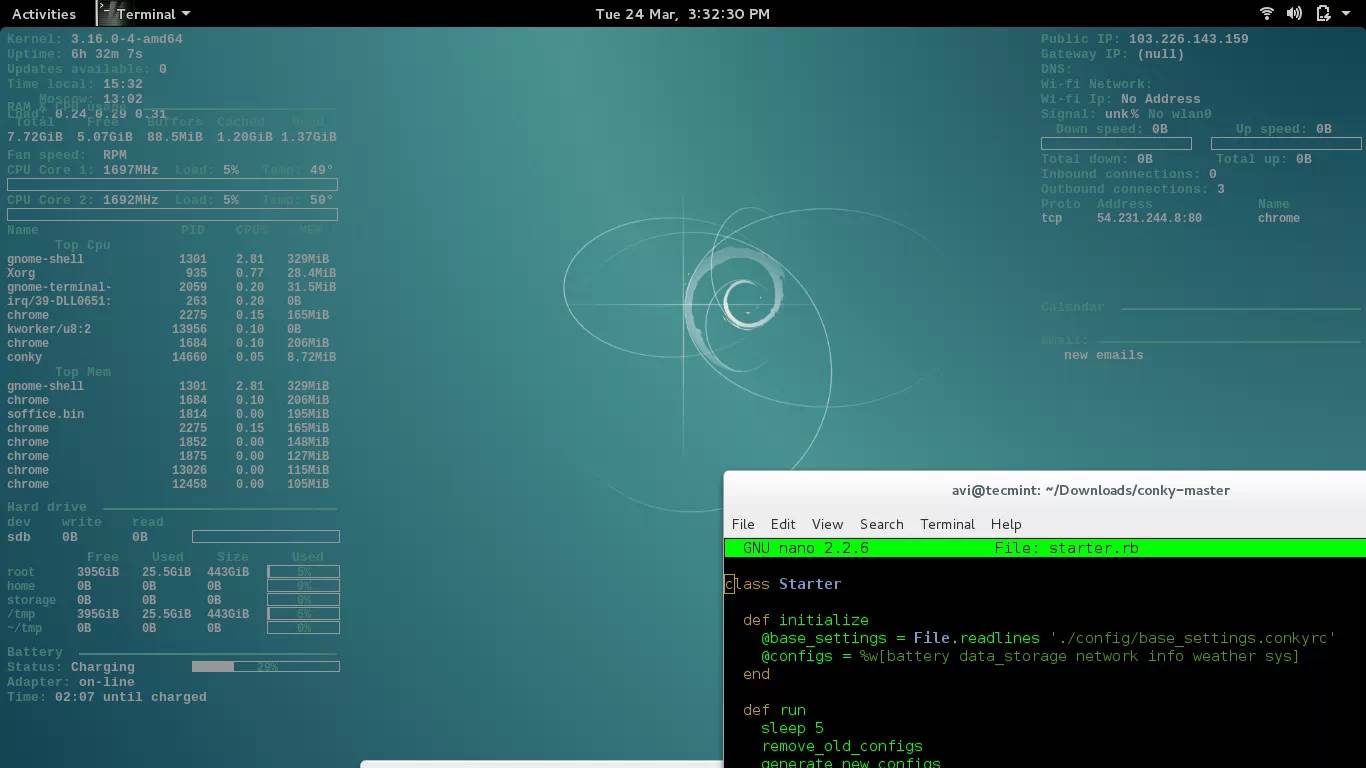 Activities Terminal Tue 24 Mar, 3:32:30 PM
Kernel: 3.16.0-4-amd64
Uptime: 6h 32m 7s
Updates available: 0
Time local: 15:32
Moscow: 13:02
RAM & CPU usage
Load: 0.24 0.29 0.31
Total Free Buffers Cached Used
7.72GiB 5.07GiB 88.5MiB 1.20GiB 1.37GiB
Fan speed: RPM
CPU Core 1: 1697MHz Load: 5% Temp: 49°
CPU Core 2: 1692MHz Load: 5% Temp: 50°
Name PID CPU% MEM
Top Cpu
gnome-shell 1301 2.81 329MiB
Xorg 935 0.77 28.4MiB
gnome-terminal- 2059 0.20 31.5MiB
irq/39-DLL0651: 263 0.20 0B
chrome 2275 0.15 165MiB
kworker/u8:2 13956 0.10 0B
chrome 1684 0.10 206MiB
conky 14660 0.05 8.72MiB
Top Mem
gnome-shell 1301 2.81 329MiB
chrome 1684 0.10 206MiB
soffice.bin 1814 0.00 195MiB
chrome 2275 0.15 165MiB
chrome 1852 0.00 148MiB
chrome 1875 0.00 127MiB
chrome 13026 0.00 115MiB
chrome 12458 0.00 105MiB
Hard drive
dev write read
sdb 0B 0B
Free Used Size Used
root 395GiB 25.5GiB 443GiB 5%
home 0B 0B 0B 0%
storage 0B 0B 0B 0%
/tmp 395GiB 25.5GiB 443GiB 5%
~/tmp 0B 0B 0B 0%
Battery
Status: Charging 29%
Adapter: on-line
Time: 02:07 until charged
Public IP: 103.226.143.159
Gateway IP: (null)
DNS:
Wi-fi Network:
Wi-fi Ip: No Address
Signal: unk% No wlan0
Down speed: 0B Up speed: 0B
Total down: 0B Total up: 0B
Inbound connections: 0
Outbound connections: 3
Proto Address Name
tcp 54.231.244.8:80 chrome
Calendar
Email:
new emails
avi@tecmint: ~/Downloads/conky-master
File Edit View Search Terminal Help
GNU nano 2.2.6 File: starter.rb
class Starter
def initialize
@base_settings = File.readlines './config/base_settings.conkyrc'
@configs = %w[battery data_storage network info weather sys]
end
def run
sleep 5
remove_old_configs
generate_new_configs